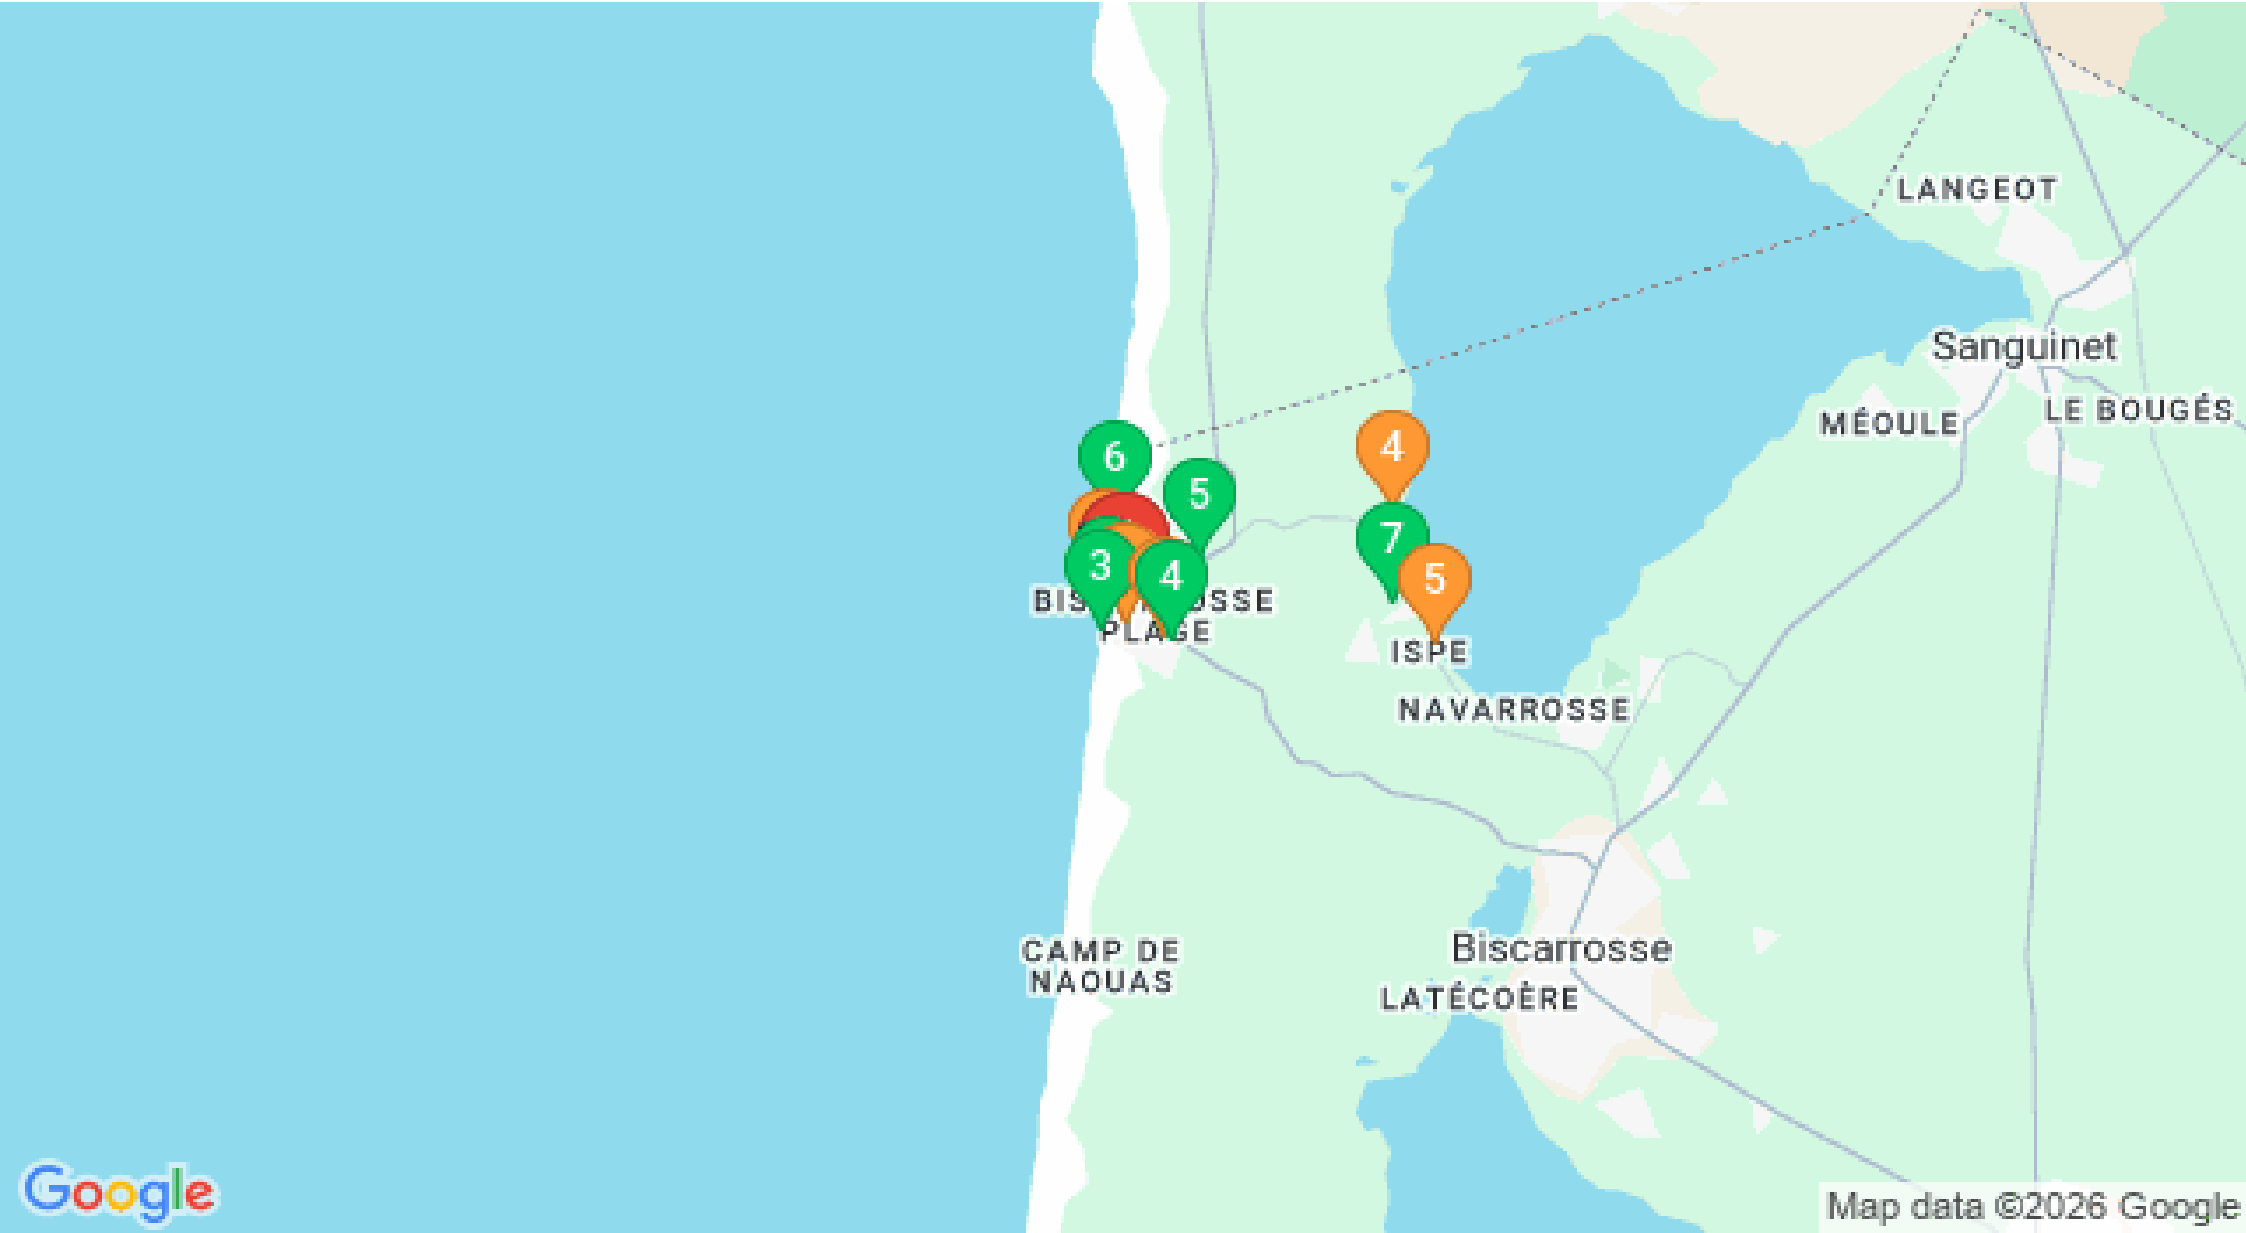 LANGEOT
Sanguinet
LE BOUGÉS
MÉOULE
4
6
5
7
3
4
5
PLAGE
ISPE
NAVARROSSE
CAMP DE
NAOUAS
Biscarrosse
LATÉCOÈRE
Google
Map data ©2026 Google